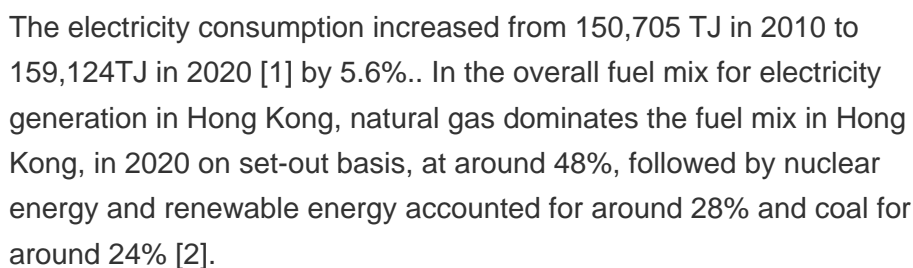 The electricity consumption increased from 150,705 TJ in 2010 to
159,124TJ in 2020 [1] by 5.6%.. In the overall fuel mix for electricity
generation in Hong Kong, natural gas dominates the fuel mix in Hong
Kong, in 2020 on set-out basis, at around 48%, followed by nuclear
energy and renewable energy accounted for around 28% and coal for
around 24% [2].